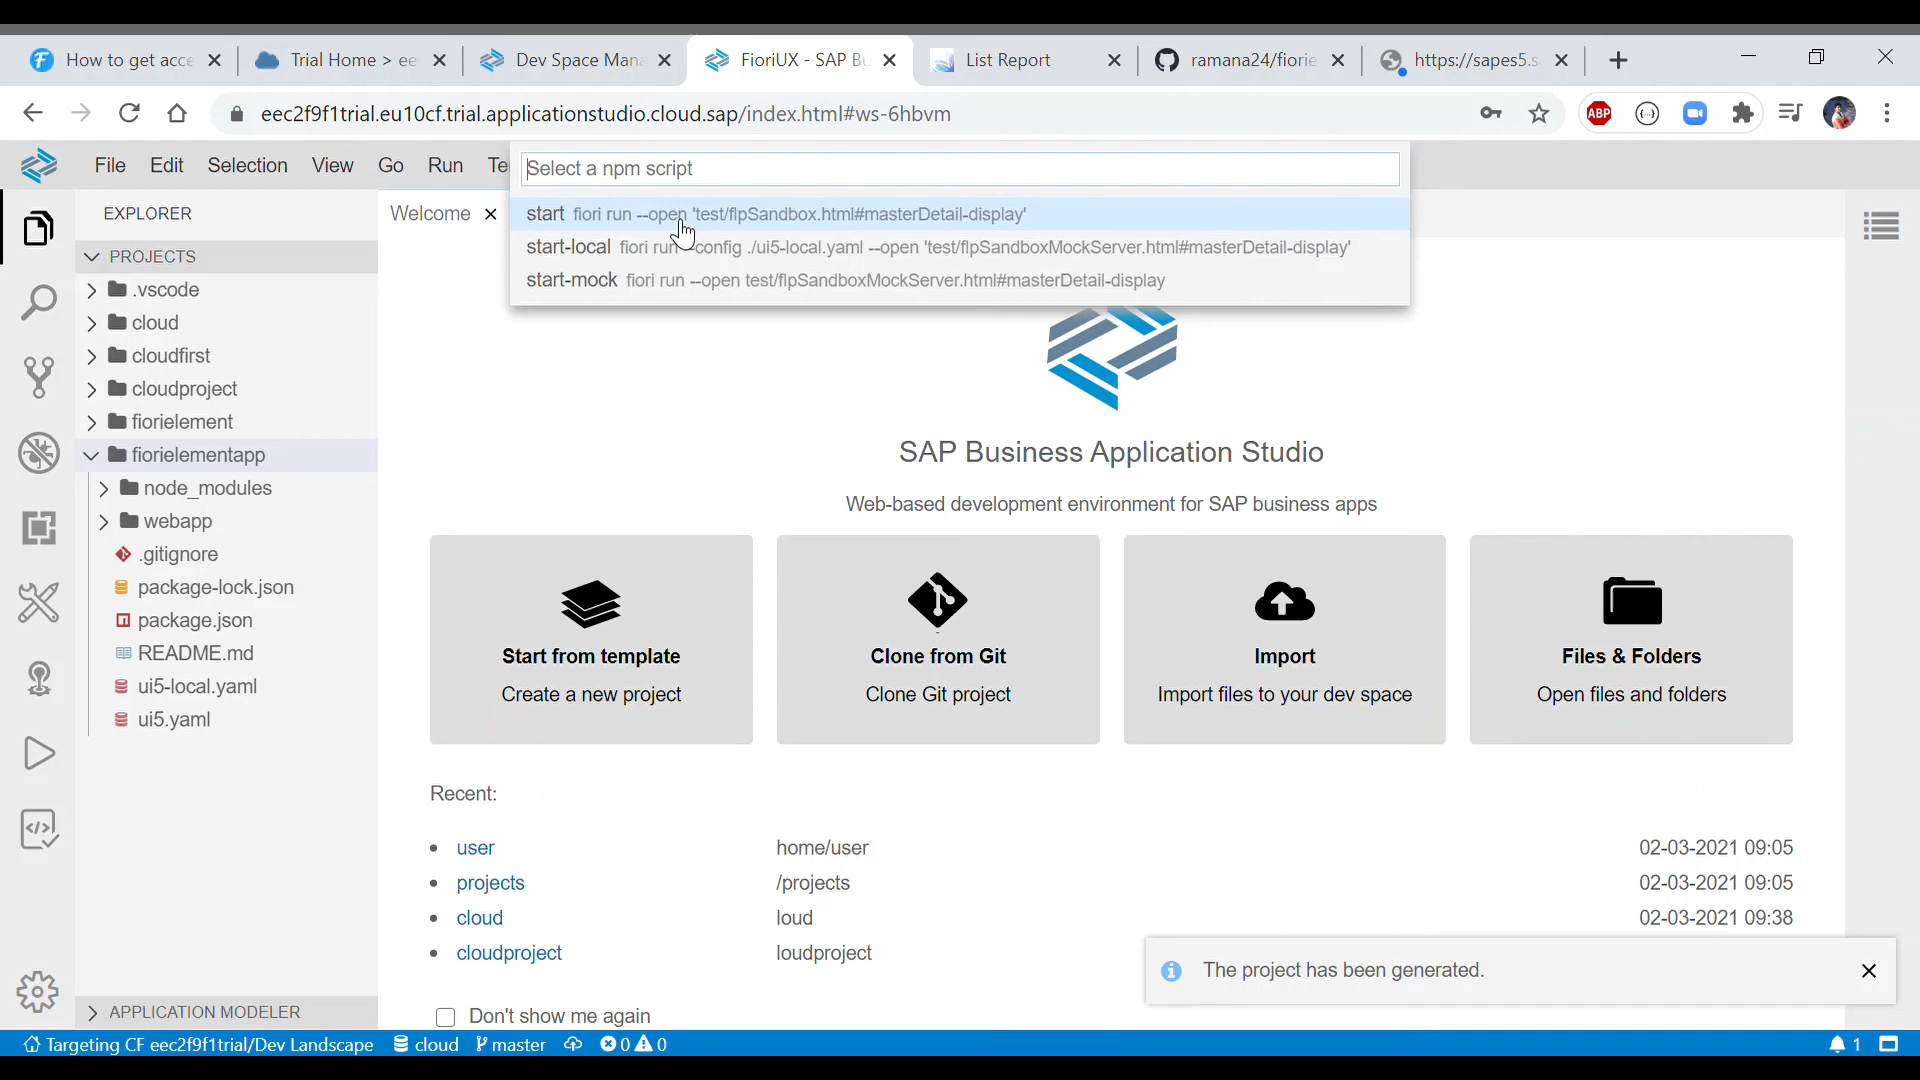 How to get acce
Trial Home > ee
Dev Space Mana
FioriUX - SAP Bu
List Report
ramana24/fiorie
https://sapes5.s
eec2f9f1trial.eu10cf.trial.applicationstudio.cloud.sap/index.html#ws-6hbvm
ABP
File Edit Selection View Go Run Te
Select a npm script
start fiori run --open 'test/flpSandbox.html#masterDetail-display'
start-local fiori run --config ./ui5-local.yaml --open 'test/flpSandboxMockServer.html#masterDetail-display'
start-mock fiori run --open test/flpSandboxMockServer.html#masterDetail-display
EXPLORER
PROJECTS
.vscode
cloud
cloudfirst
cloudproject
fiorielement
fiorielementapp
node_modules
webapp
.gitignore
package-lock.json
package.json
README.md
ui5-local.yaml
ui5.yaml
APPLICATION MODELER
Welcome
SAP Business Application Studio
Web-based development environment for SAP business apps
Start from template
Create a new project
Clone from Git
Clone Git project
Import
Import files to your dev space
Files & Folders
Open files and folders
Recent:
user home/user 02-03-2021 09:05
projects /projects 02-03-2021 09:05
cloud loud 02-03-2021 09:38
cloudproject loudproject
The project has been generated.
Don't show me again
Targeting CF eec2f9f1trial/Dev Landscape cloud master 0 0 1